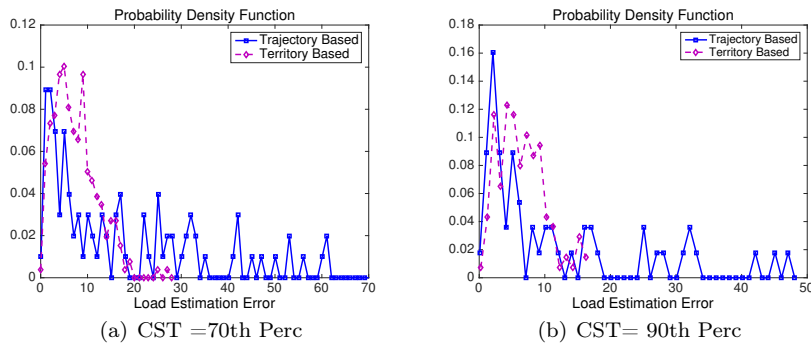 Probability Density Function
0.12
0.1
0.08
0.06
0.04
0.02
0
Trajectory Based
Territory Based
0 10 20 30 40 50 60 70
Load Estimation Error
(a) CST =70th Perc
Probability Density Function
0.18
0.16
0.14
0.12
0.1
0.08
0.06
0.04
0.02
0
Trajectory Based
Territory Based
0 10 20 30 40 50
Load Estimation Error
(b) CST= 90th Perc